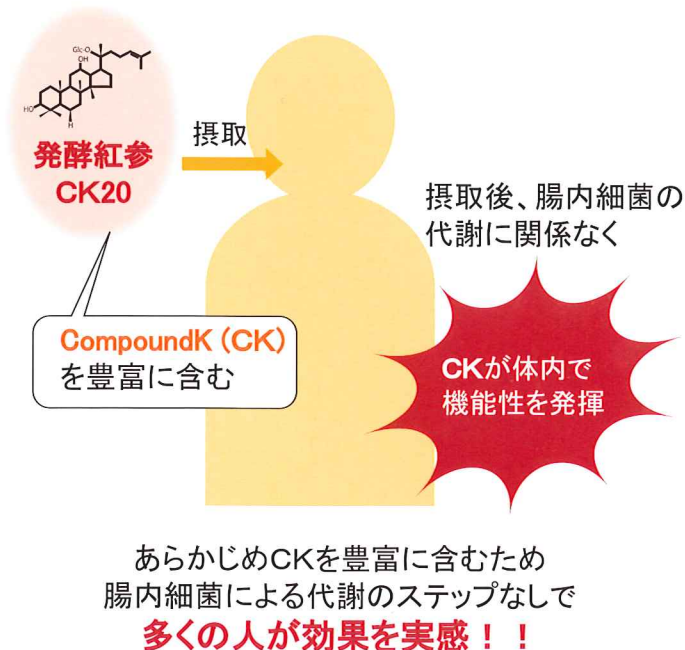 Glc-O
OH
HO
H
発酵紅参
CK20
摂取
摂取後、腸内細菌の
代謝に関係なく
CompoundK(CK)
を豊富に含む
CKが体内で
機能性を発揮
あらかじめCKを豊富に含むため
腸内細菌による代謝のステップなしで
多くの人が効果を実感！！